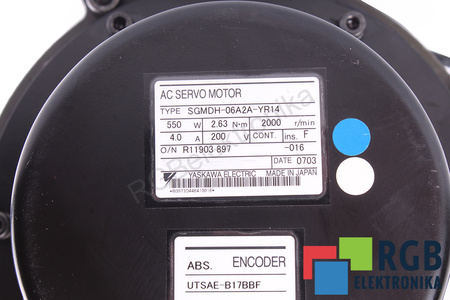 AC SERVO MOTOR
TYPE SGMDH-06A2A-YR14
550 W 2.63 N·m 2000 r/min
4.0 A 200 V CONT. ins. F
O/N R11903 897 -016
DATE 0703
YASKAWA ELECTRIC MADE IN JAPAN
ABS. ENCODER
UTSAE-B17BBF
RGB
ELEKTRONIKA